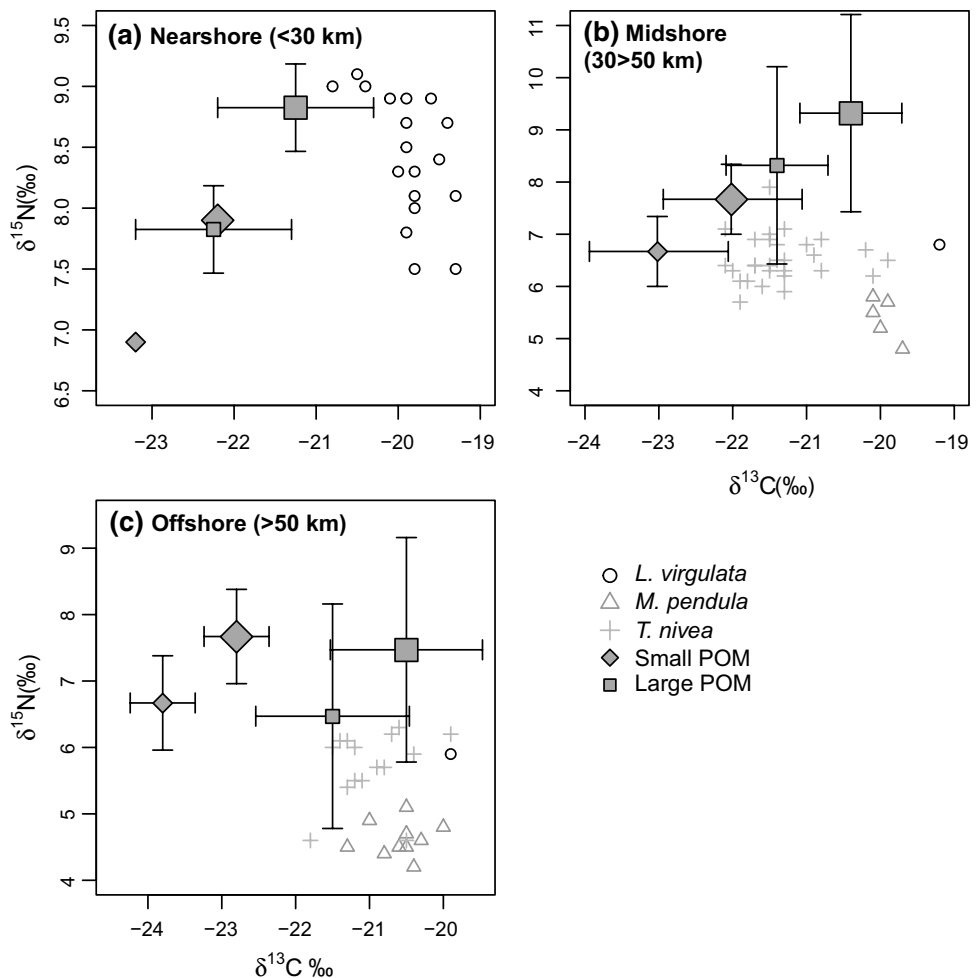 (a) Nearshore (<30 km)
δ15N(‰)
9.5
9.0
8.5
8.0
7.5
7.0
6.5
−23 −22 −21 −20 −19
(b) Midshore
(30>50 km)
11
10
9
8
7
6
5
4
−24 −23 −22 −21 −20 −19
δ13C(‰)
(c) Offshore (>50 km)
δ15N(‰)
9
8
7
6
5
4
−24 −23 −22 −21 −20
δ13C ‰
L. virgulata
M. pendula
T. nivea
Small POM
Large POM